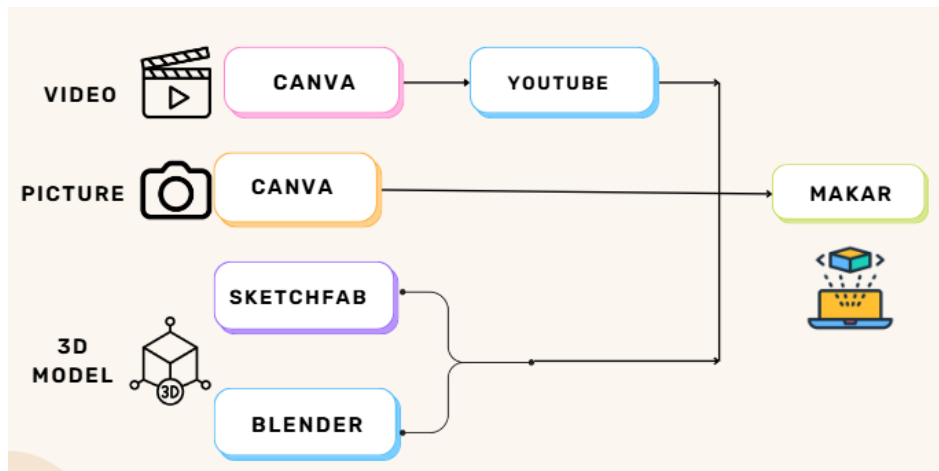 VIDEO
CANVA
YOUTUBE
PICTURE
CANVA
MAKAR
SKETCHFAB
3D
MODEL
3D
BLENDER